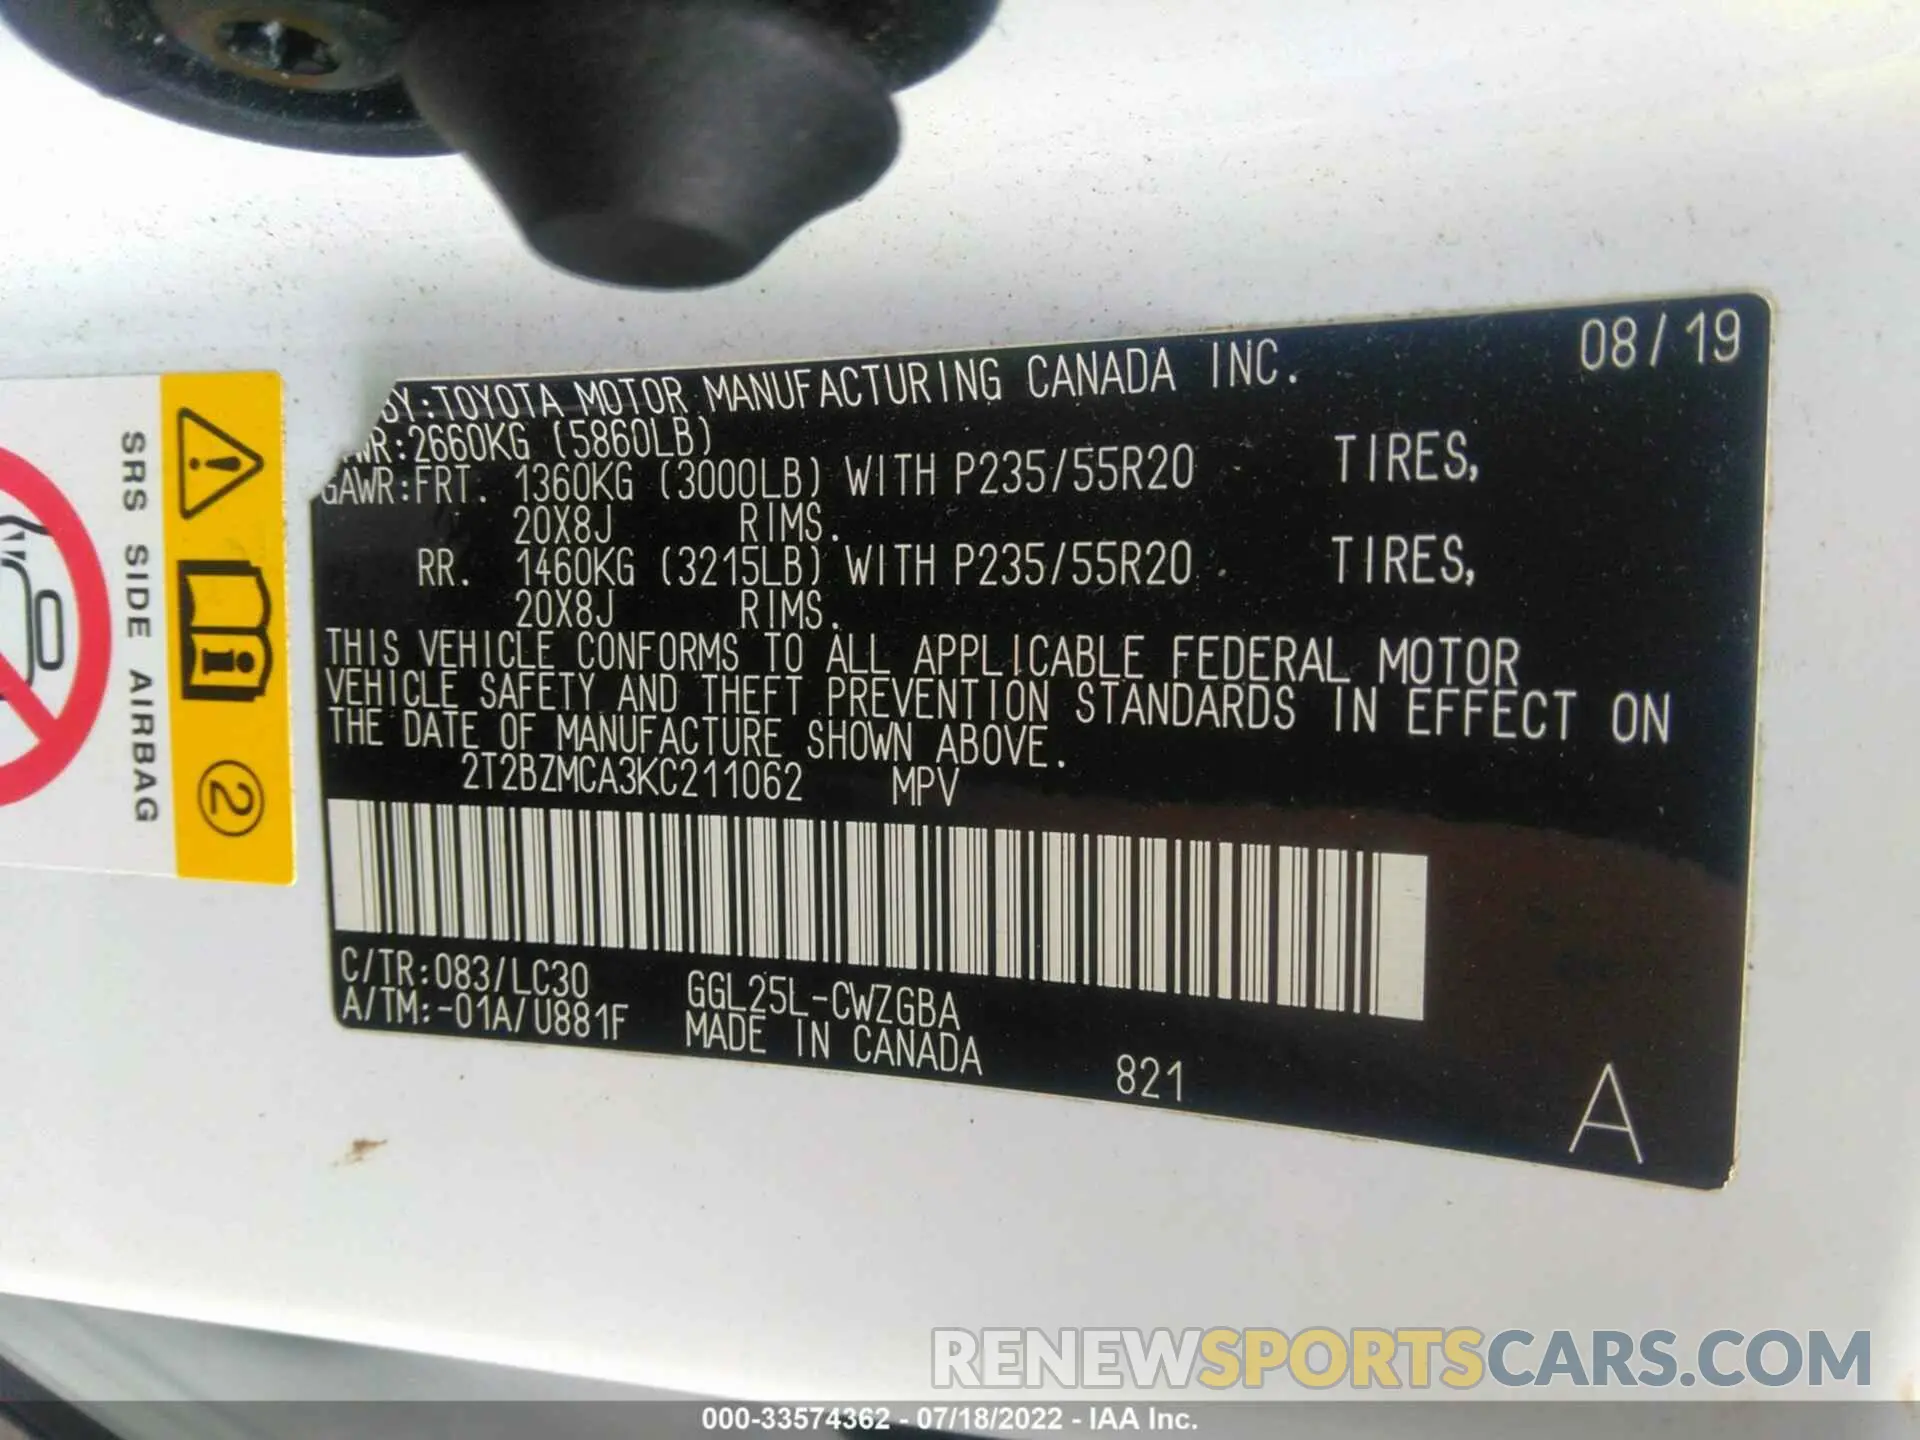 08/19
BY:TOYOTA MOTOR MANUFACTURING CANADA INC.
WR:2660KG (5860LB)
GAWR:FRT. 1360KG (3000LB) WITH P235/55R20 TIRES,
20X8J RIMS.
RR. 1460KG (3215LB) WITH P235/55R20 TIRES,
20X8J RIMS.
THIS VEHICLE CONFORMS TO ALL APPLICABLE FEDERAL MOTOR
VEHICLE SAFETY AND THEFT PREVENTION STANDARDS IN EFFECT ON
THE DATE OF MANUFACTURE SHOWN ABOVE.
2T2BZMCA3KC211062 MPV
C/TR:083/LC30 GGL25L-CWZGBA
A/TM:-01A/U881F MADE IN CANADA
821
A
SRS SIDE AIRBAG
2
RENEWSPORTSCARS.COM
000-33574362 - 07/18/2022 - IAA Inc.